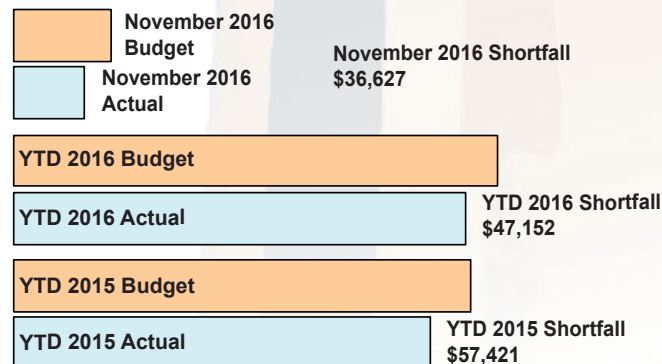 November 2016
Budget
November 2016 Shortfall
$36,627
November 2016
Actual
YTD 2016 Budget
YTD 2016 Actual
YTD 2016 Shortfall
$47,152
YTD 2015 Budget
YTD 2015 Actual
YTD 2015 Shortfall
$57,421